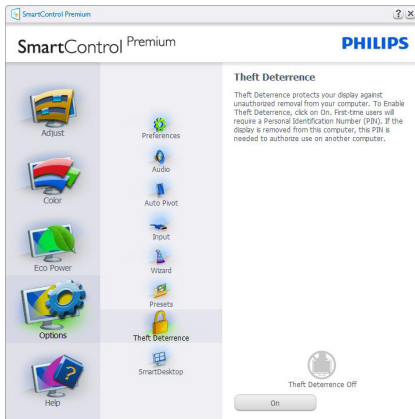 SmartControl Premium
? x
SmartControl Premium
PHILIPS
Adjust
Color
Eco Power
Options
Help
Preferences
Audio
Auto Pivot
Input
Wizard
Presets
Theft Deterrence
SmartDesktop
Theft Deterrence
Theft Deterrence protects your display against
unauthorized removal from your computer. To Enable
Theft Deterrence, click on On. First-time users will
require a Personal Identification Number (PIN). If the
display is removed from this computer, this PIN is
needed to authorize use on another computer.
Theft Deterrence Off
On